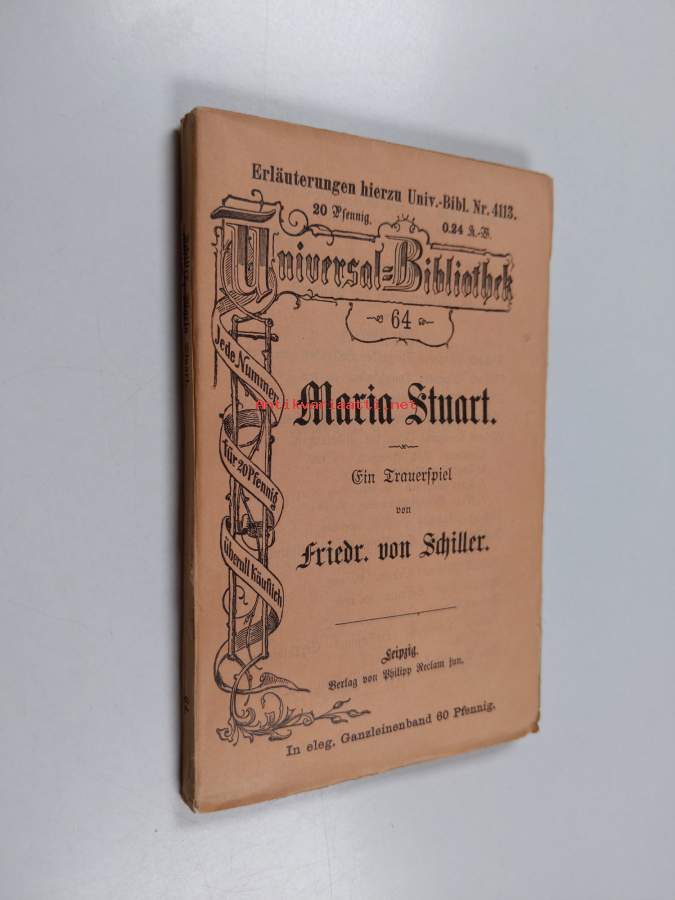 Erläuterungen hierzu Univ.-Bibl. Nr. 4113.
20 Pfennig. 0.24 K.-W.
Universal-Bibliothek
64
Jede Nummer
für 20 Pfennig
überall käuflich
Maria Stuart.
Antikvariaatti.net
Ein Trauerspiel
von
Friedr. von Schiller.
Leipzig.
Verlag von Philipp Reclam jun.
In eleg. Ganzleinenband 60 Pfennig.